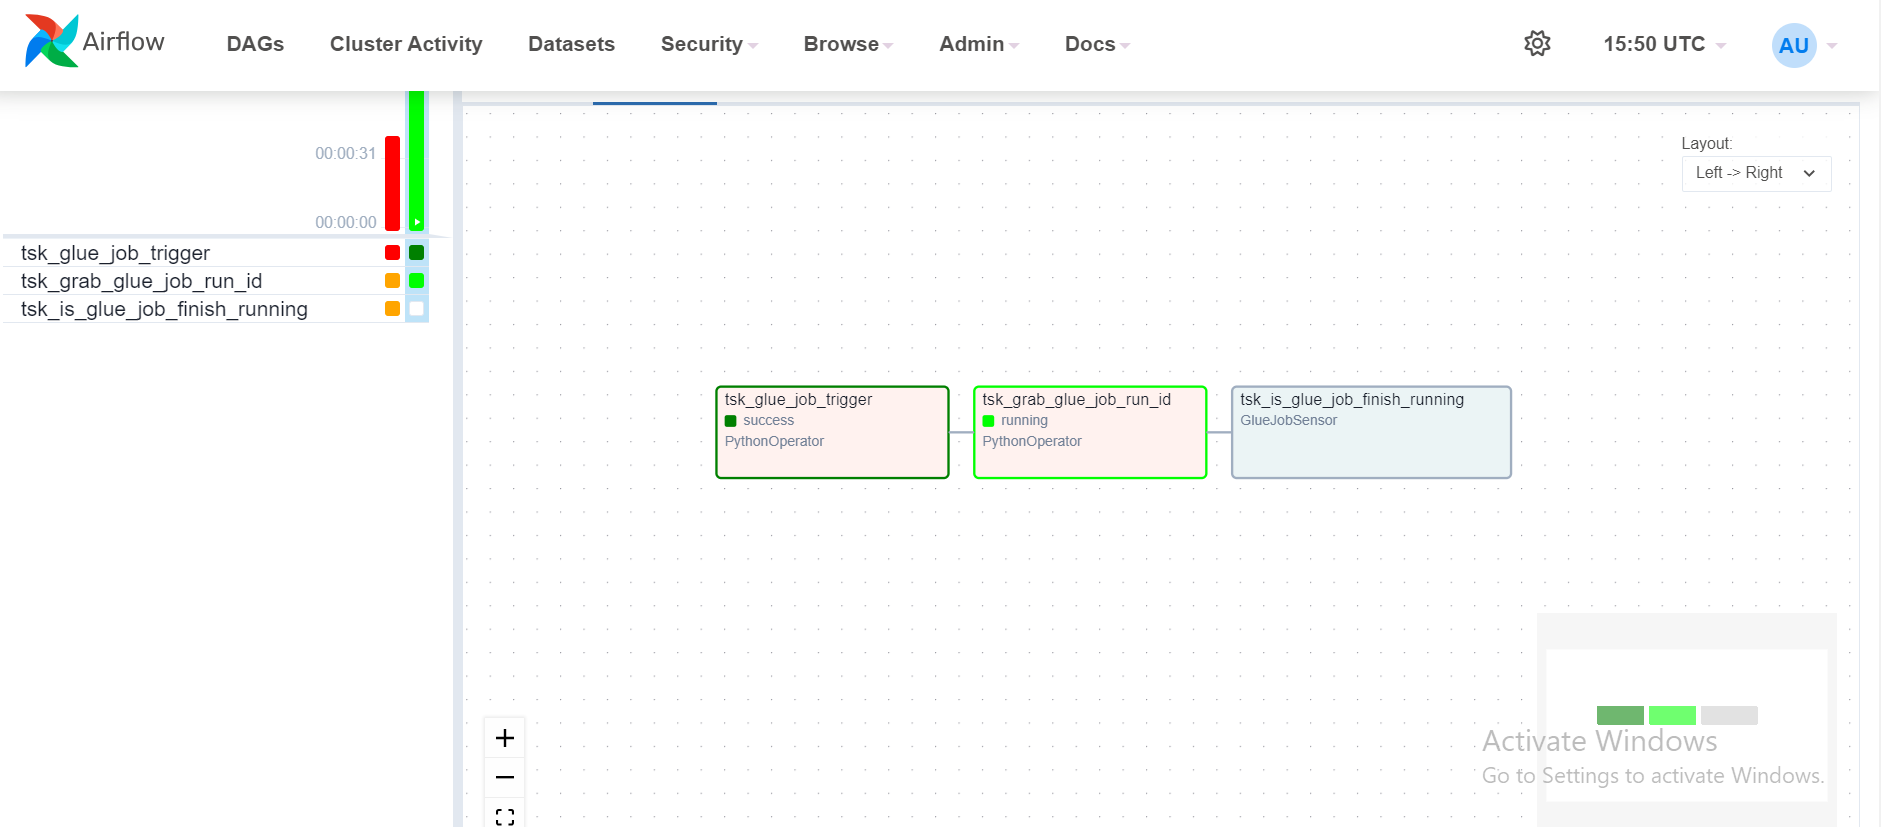 Airflow
DAGs
Cluster Activity
Datasets
Security
Browse
Admin
Docs
15:50 UTC
AU
00:00:31
00:00:00
tsk_glue_job_trigger
tsk_grab_glue_job_run_id
tsk_is_glue_job_finish_running
Layout:
Left -> Right
tsk_glue_job_trigger
success
PythonOperator
tsk_grab_glue_job_run_id
running
PythonOperator
tsk_is_glue_job_finish_running
GlueJobSensor
Activate Windows
Go to Settings to activate Windows.